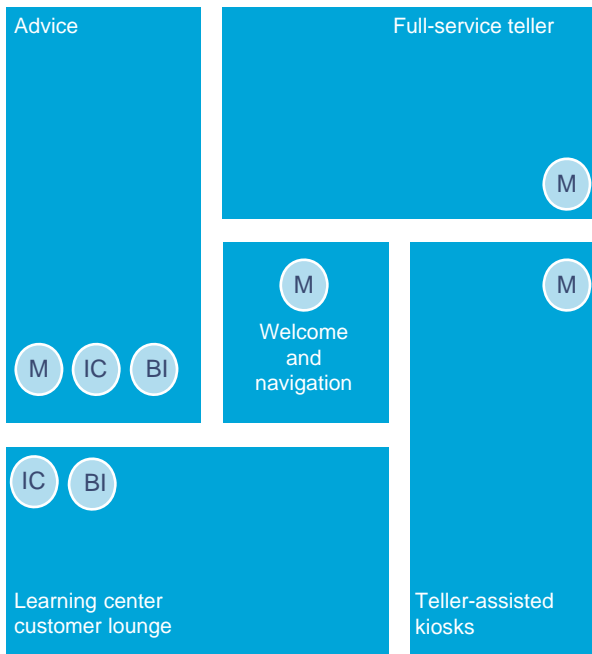 Advice
M IC BI
Full-service teller
M
M
Welcome
and
navigation
M
Teller-assisted
kiosks
IC BI
Learning center
customer lounge